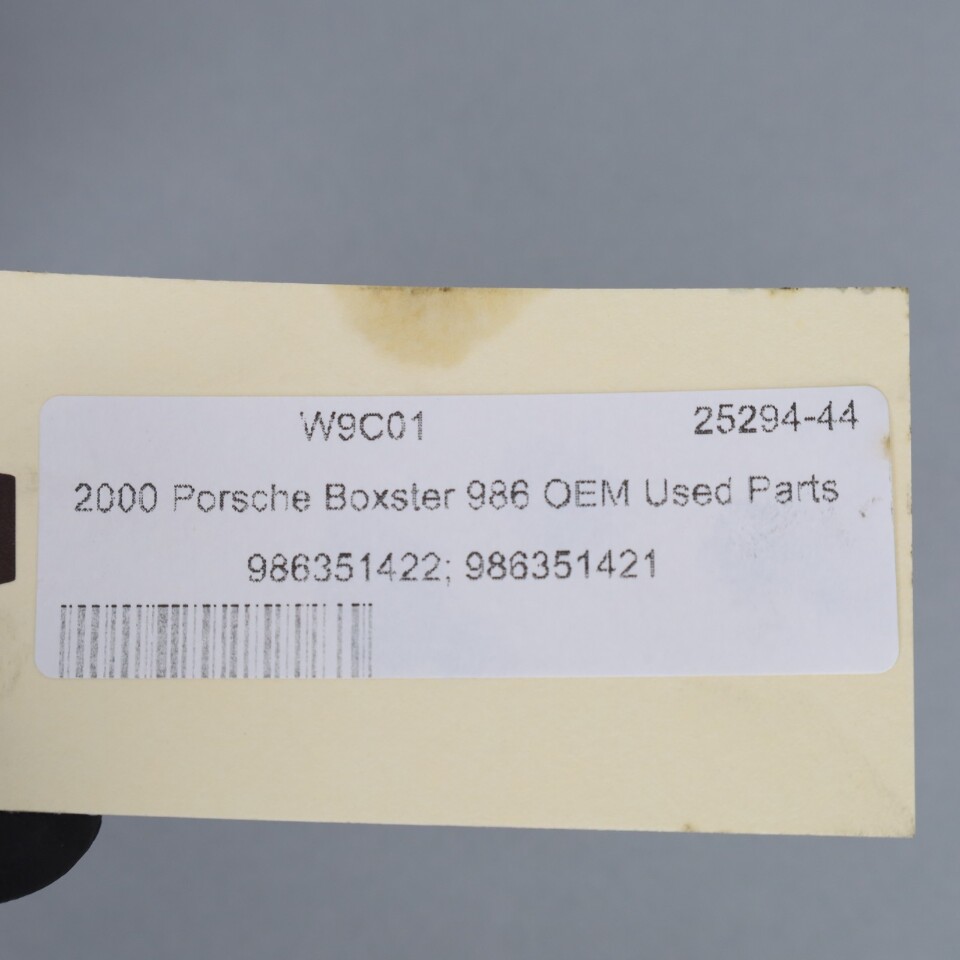 W9C01 25294-44
2000 Porsche Boxster 986 OEM Used Parts
986351422; 986351421